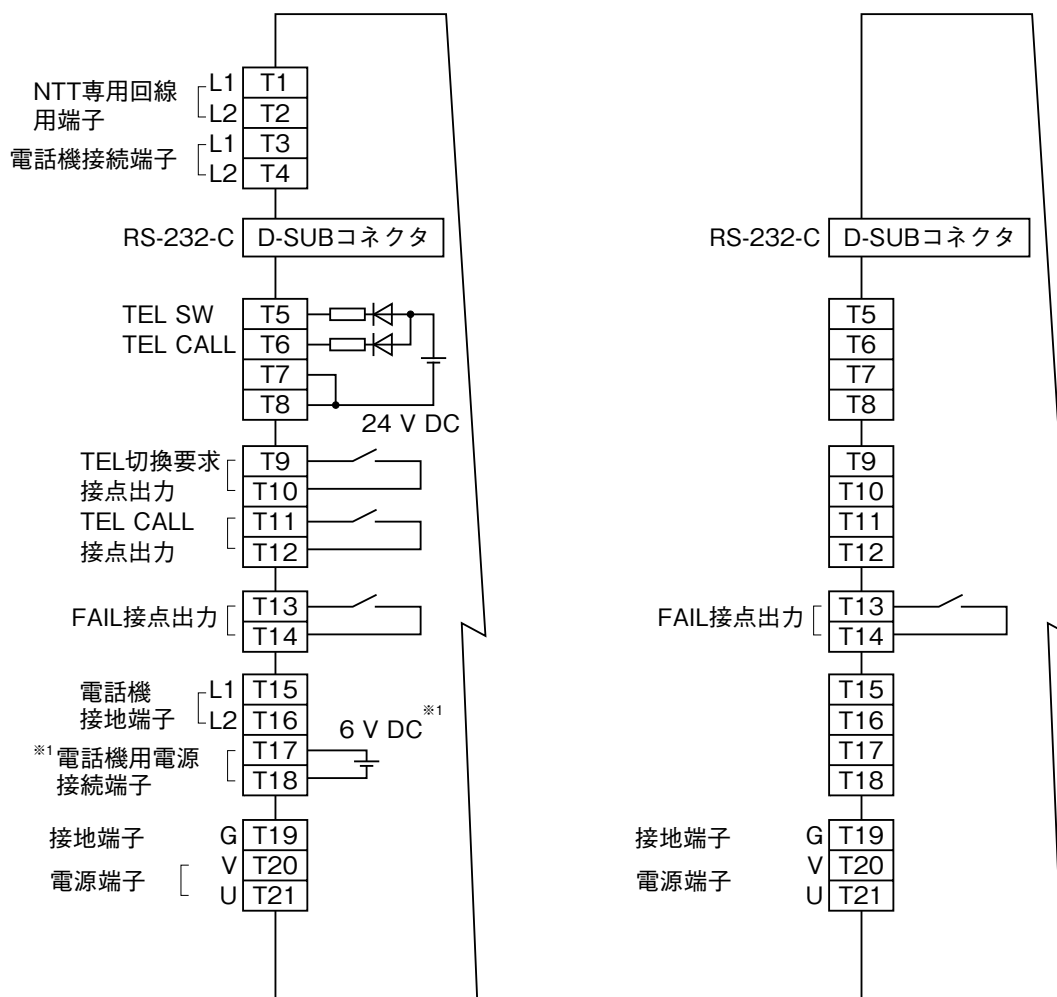 NTT専用回線
用端子
L1 T1
L2 T2
電話機接続端子
L1 T3
L2 T4
RS-232-C D-SUBコネクタ
TEL SW T5
TEL CALL T6
T7
T8
24 V DC
TEL切換要求
接点出力
T9
T10
TEL CALL
接点出力
T11
T12
FAIL接点出力
T13
T14
電話機
接地端子
L1 T15
L2 T16
6 V DC※1
※1電話機用電源
接続端子
T17
T18
接地端子 G T19
電源端子
V T20
U T21
RS-232-C D-SUBコネクタ
T5
T6
T7
T8
T9
T10
T11
T12
FAIL接点出力
T13
T14
T15
T16
T17
T18
接地端子 G T19
電源端子
V T20
U T21